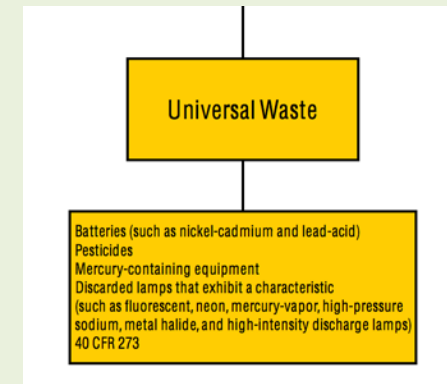 Universal Waste
Batteries (such as nickel-cadmium and lead-acid)
Pesticides
Mercury-containing equipment
Discarded lamps that exhibit a characteristic
(such as fluorescent, neon, mercury-vapor, high-pressure
sodium, metal halide, and high-intensity discharge lamps)
40 CFR 273